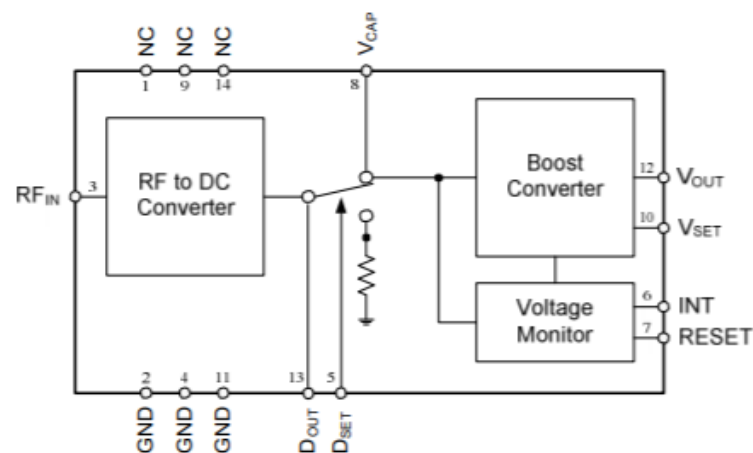 NC NC NC V_CAP
1 9 14 8
RF to DC
Converter
Boost
Converter
RF_IN 3
12 V_OUT
10 V_SET
Voltage
Monitor
6 INT
7 RESET
2 4 11 13 5
GND GND GND D_OUT D_SET